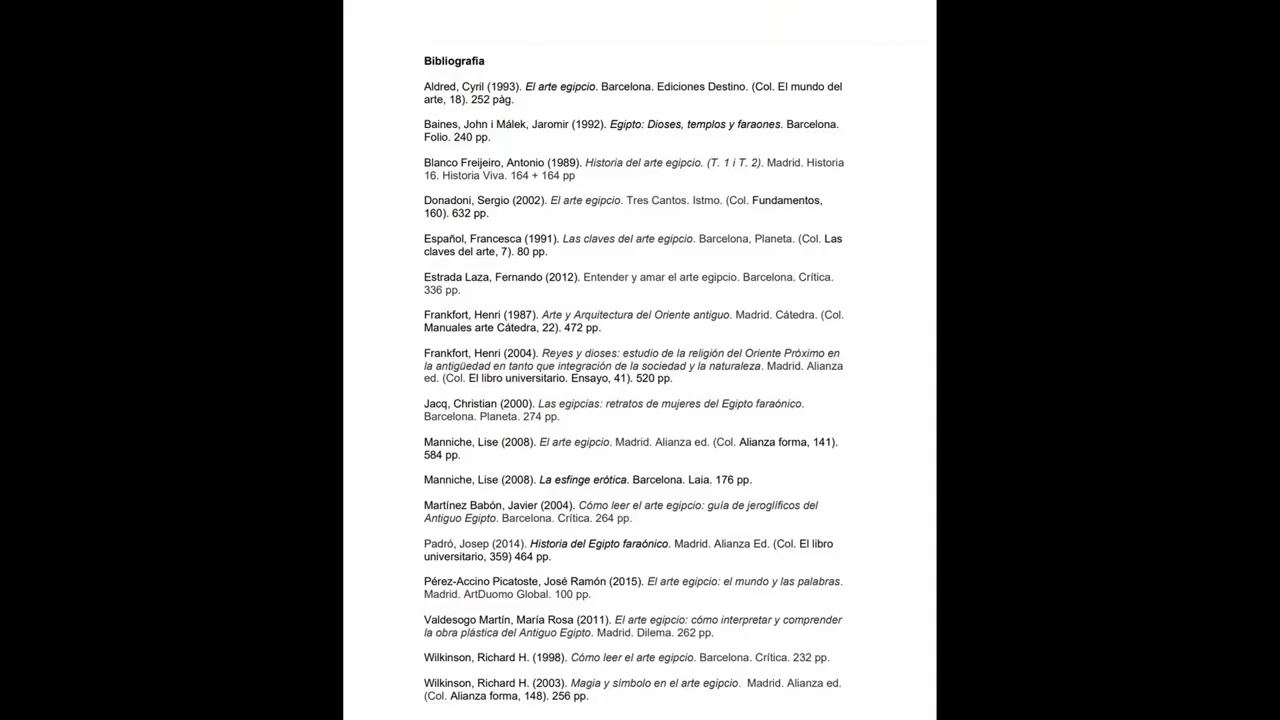 Bibliografia
Aldred, Cyril (1993). El arte egipcio. Barcelona. Ediciones Destino. (Col. El mundo del
arte, 18). 252 pàg.
Baines, John i Málek, Jaromir (1992). Egipto: Dioses, templos y faraones. Barcelona.
Folio. 240 pp.
Blanco Freijeiro, Antonio (1989). Historia del arte egipcio. (T. 1 i T. 2). Madrid. Historia
16. Historia Viva. 164 + 164 pp
Donadoni, Sergio (2002). El arte egipcio. Tres Cantos. Istmo. (Col. Fundamentos,
160). 632 pp.
Español, Francesca (1991). Las claves del arte egipcio. Barcelona, Planeta. (Col. Las
claves del arte, 7). 80 pp.
Estrada Laza, Fernando (2012). Entender y amar el arte egipcio. Barcelona. Crítica.
336 pp.
Frankfort, Henri (1987). Arte y Arquitectura del Oriente antiguo. Madrid. Cátedra. (Col.
Manuales arte Cátedra, 22). 472 pp.
Frankfort, Henri (2004). Reyes y dioses: estudio de la religión del Oriente Próximo en
la antigüedad en tanto que integración de la sociedad y la naturaleza. Madrid. Alianza
ed. (Col. El libro universitario. Ensayo, 41). 520 pp.
Jacq, Christian (2000). Las egipcias: retratos de mujeres del Egipto faraónico.
Barcelona. Planeta. 274 pp.
Manniche, Lise (2008). El arte egipcio. Madrid. Alianza ed. (Col. Alianza forma, 141).
584 pp.
Manniche, Lise (2008). La esfinge erótica. Barcelona. Laia. 176 pp.
Martínez Babón, Javier (2004). Cómo leer el arte egipcio: guía de jeroglíficos del
Antiguo Egipto. Barcelona. Crítica. 264 pp.
Padró, Josep (2014). Historia del Egipto faraónico. Madrid. Alianza Ed. (Col. El libro
universitario, 359) 464 pp.
Pérez-Accino Picatoste, José Ramón (2015). El arte egipcio: el mundo y las palabras.
Madrid. ArtDuomo Global. 100 pp.
Valdesogo Martín, María Rosa (2011). El arte egipcio: cómo interpretar y comprender
la obra plástica del Antiguo Egipto. Madrid. Dilema. 262 pp.
Wilkinson, Richard H. (1998). Cómo leer el arte egipcio. Barcelona. Crítica. 232 pp.
Wilkinson, Richard H. (2003). Magia y símbolo en el arte egipcio. Madrid. Alianza ed.
(Col. Alianza forma, 148). 256 pp.